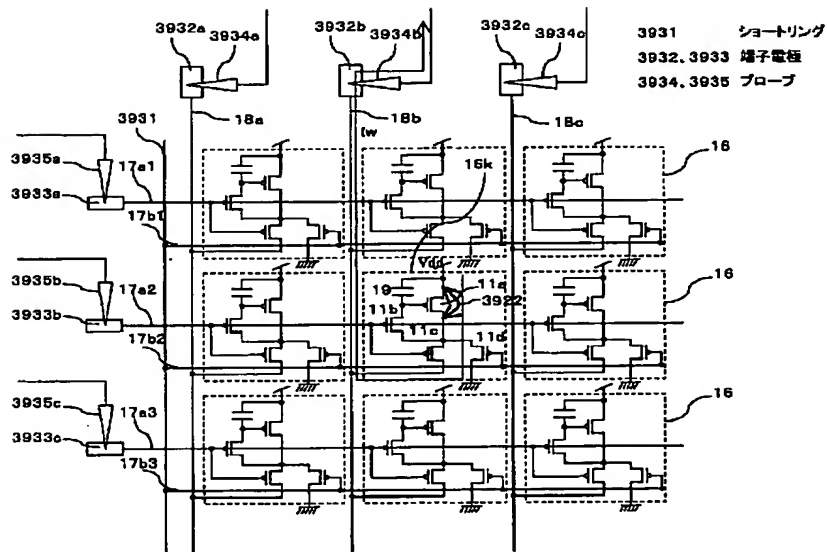 3932a
3934a
3932b
3934b
3932c
3934c
3931 ショートリング
3932、3933 端子電極
3934、3935 プローブ
3931
18a
18b
Iw
18c
3935a
17a1
3933a
16k
16
17b1
Vdd
3935b
17a2
3933b
19
11b
11a
3922
16
11c
11d
17b2
3935c
17a3
3933c
16
17b3